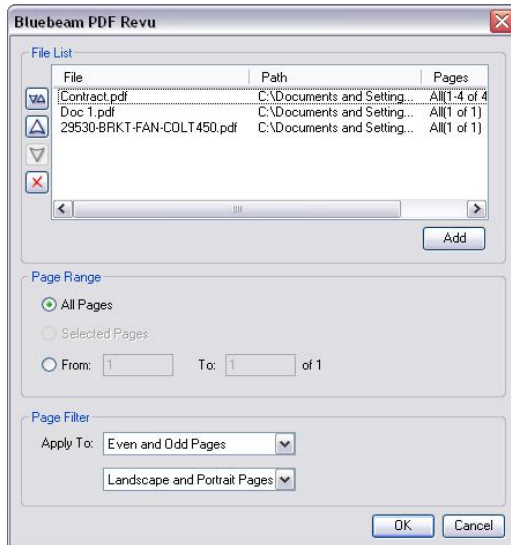 Bluebeam PDF Revu
File List
File Path Pages
Contract.pdf C:\Documents and Setting... All(1-4 of 4
Doc 1.pdf C:\Documents and Setting... All(1 of 1)
29530-BRKT-FAN-COLT450.pdf C:\Documents and Setting... All(1 of 1)
Add
Page Range
All Pages
Selected Pages
From: 1 To: 1 of 1
Page Filter
Apply To: Even and Odd Pages
Landscape and Portrait Pages
OK Cancel